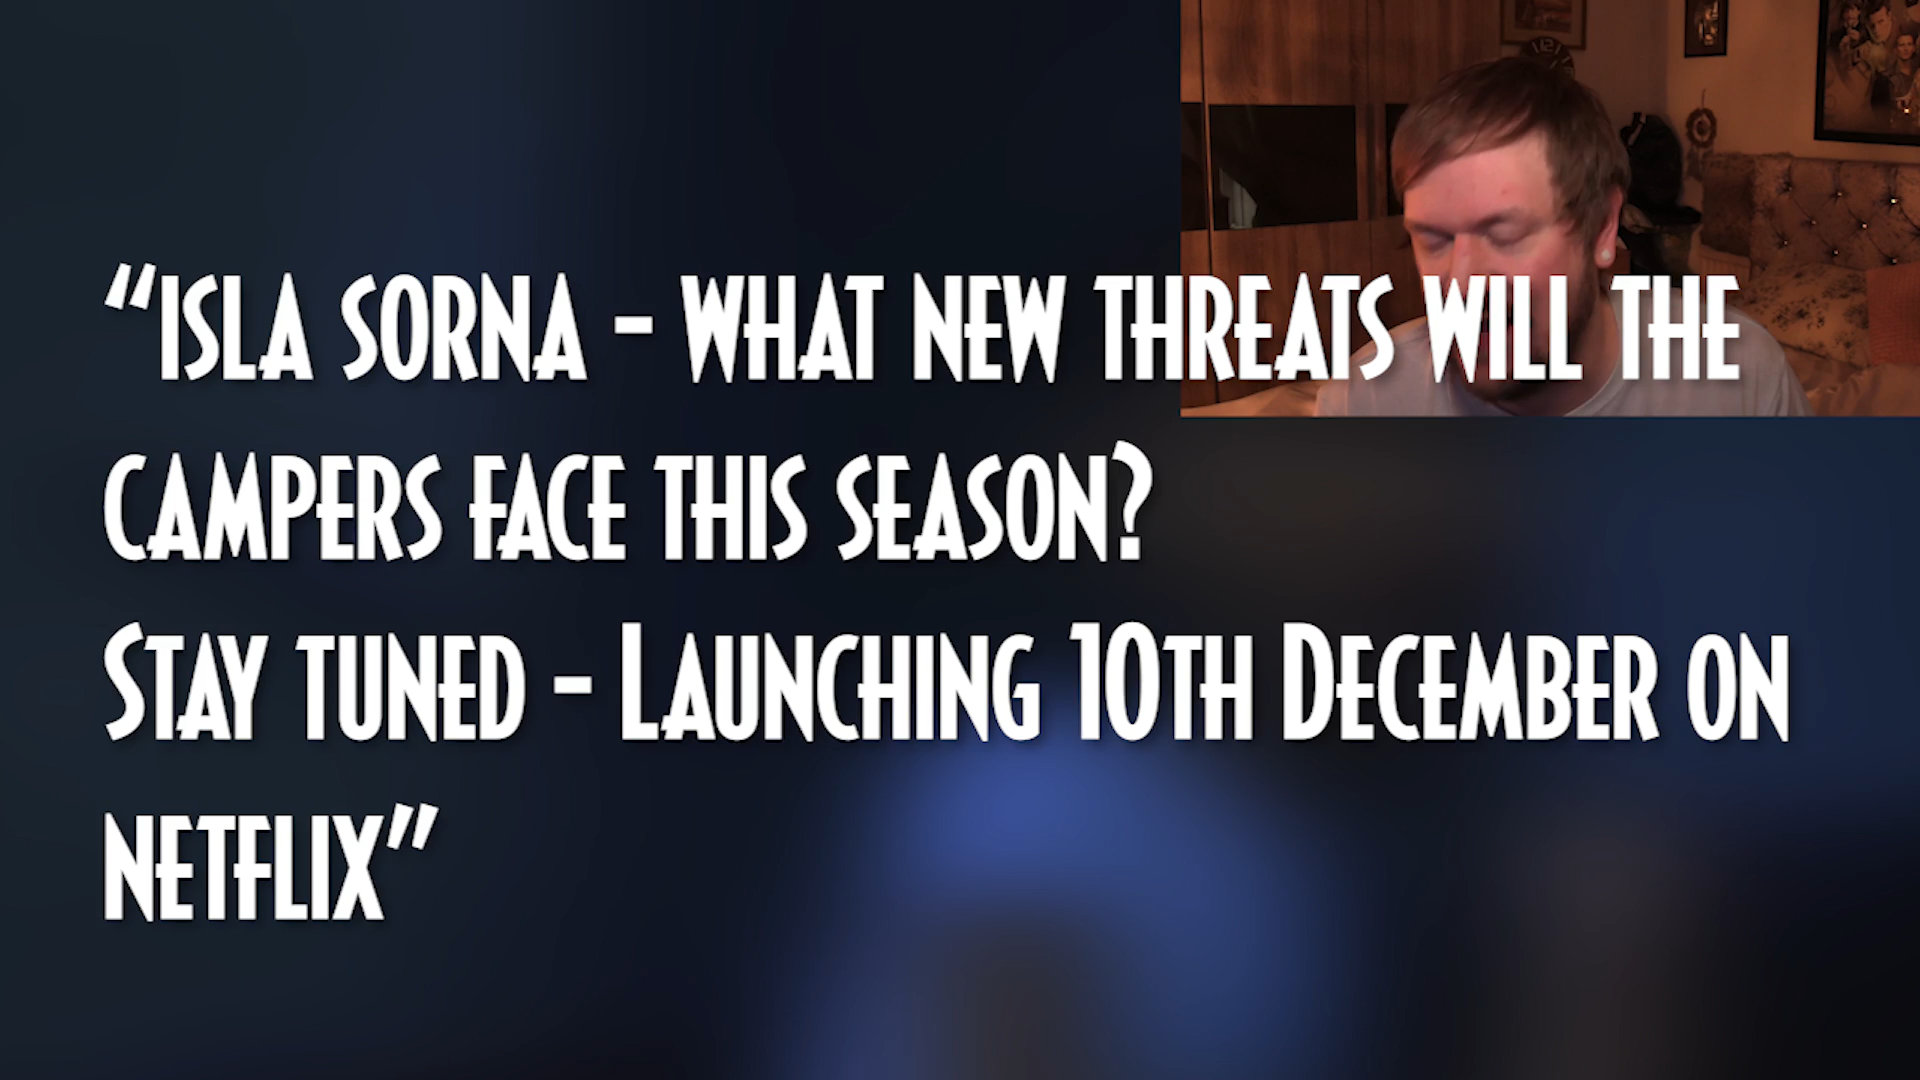 “Isla Sorna - what new threats will the
campers face this season?
Stay tuned - Launching 10th December on
Netflix”